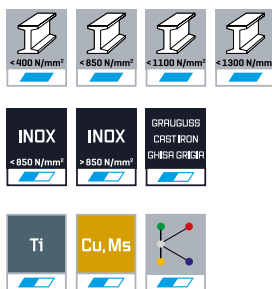 <400 N/mm² <850 N/mm² <1100 N/mm² <1300 N/mm²
INOX INOX GRAUGUSS
CAST IRON
GHISA GRIGIA
<850 N/mm² >850 N/mm²
Ti Cu, Ms